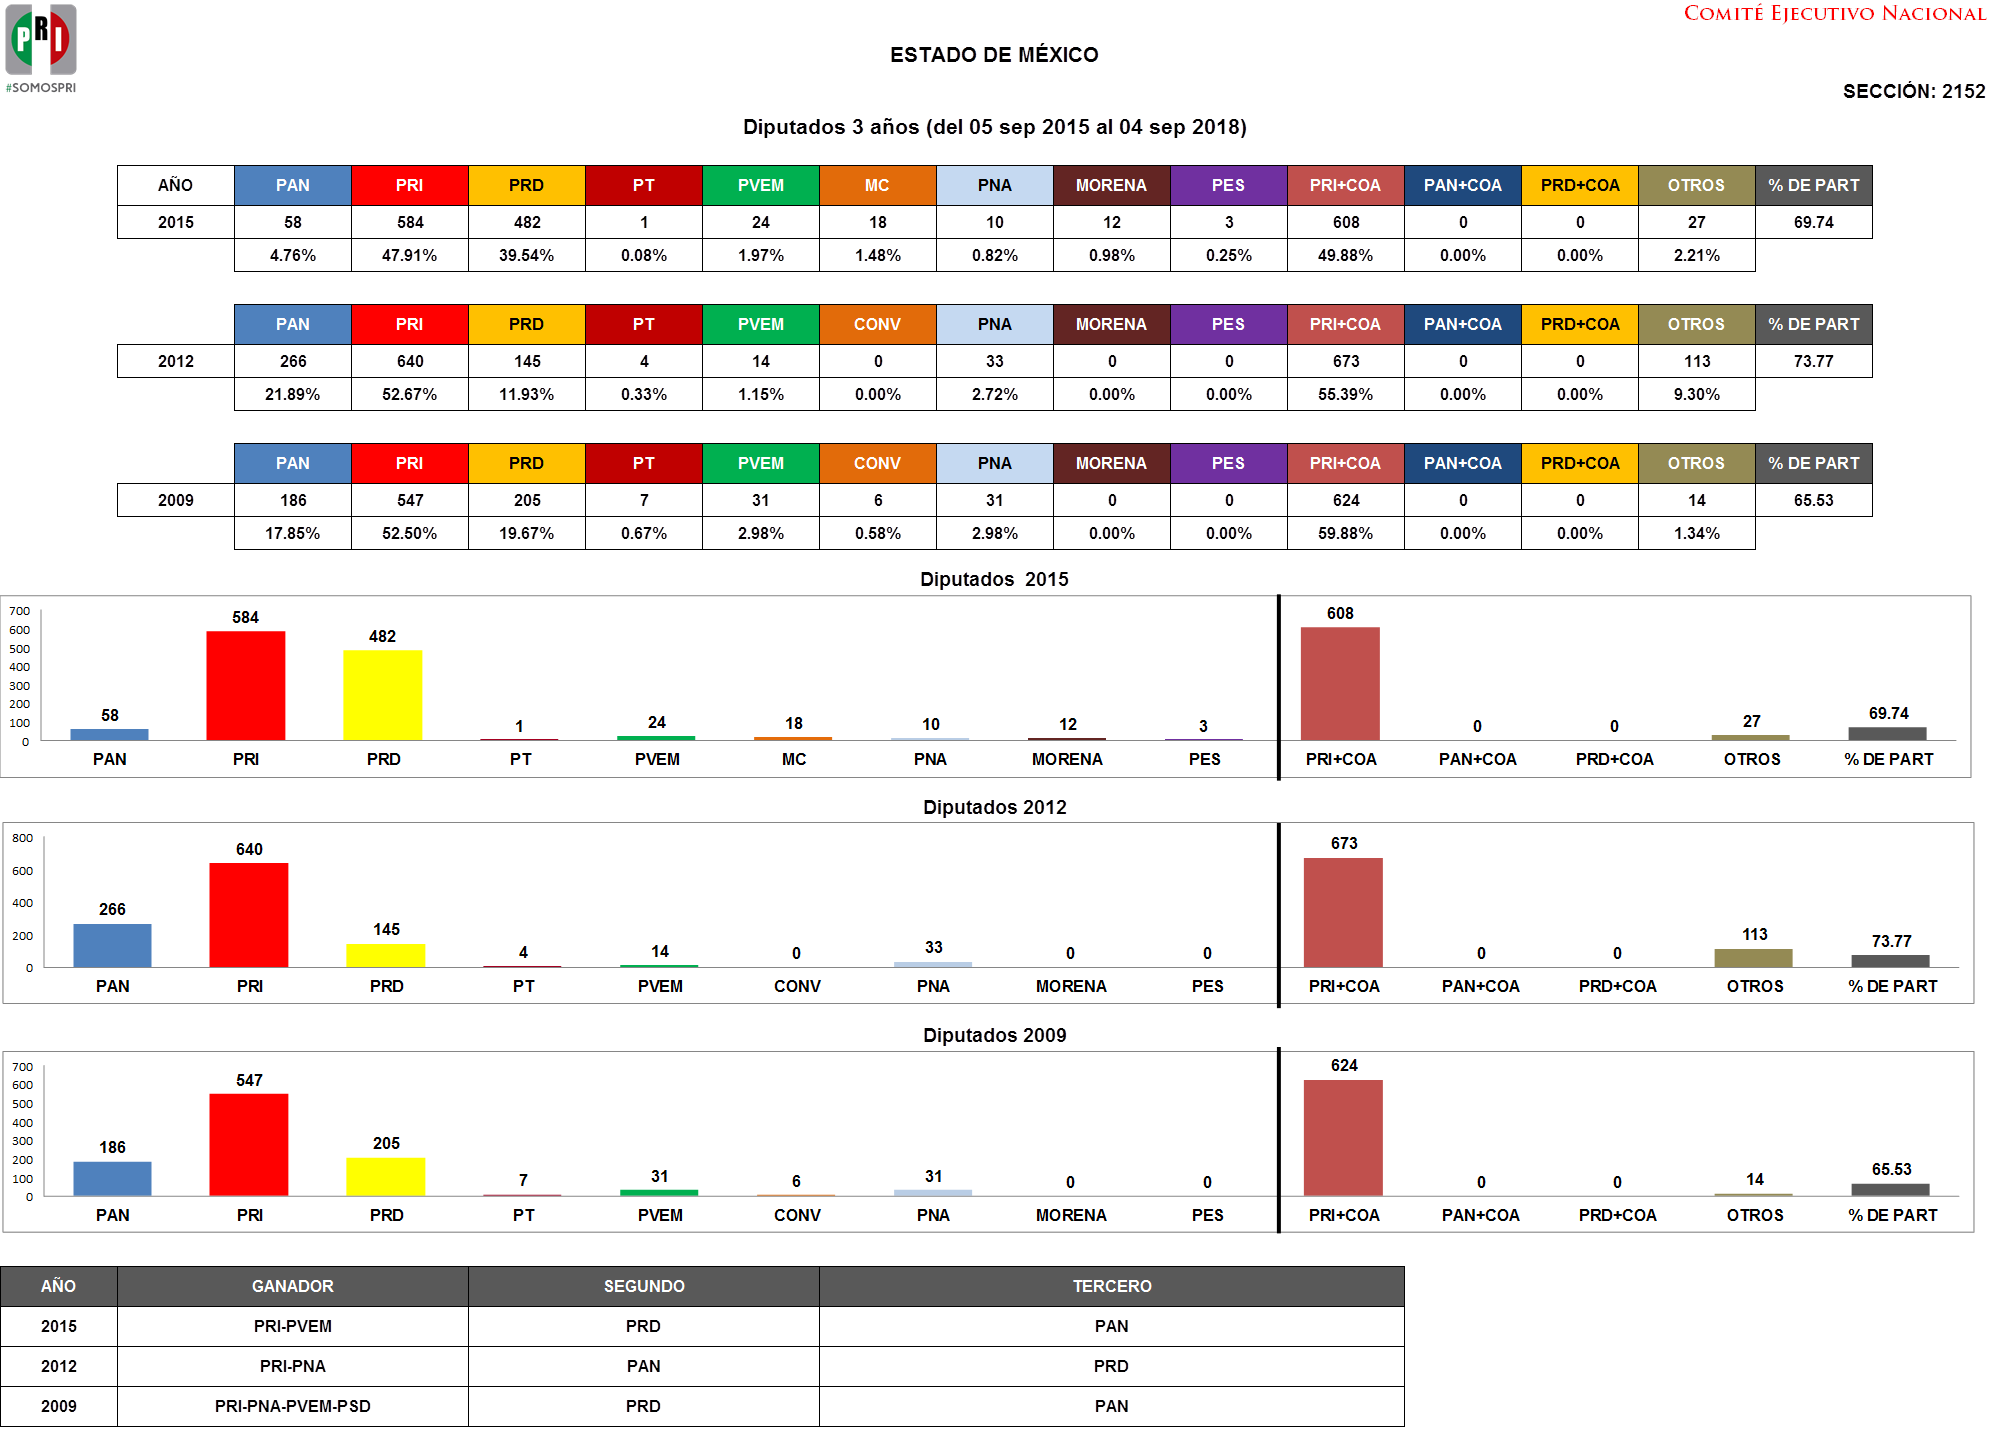 PRI
#SOMOSPRI
COMITÉ EJECUTIVO NACIONAL
ESTADO DE MÉXICO
SECCIÓN: 2152
Diputados 3 años (del 05 sep 2015 al 04 sep 2018)
AÑO PAN PRI PRD PT PVEM MC PNA MORENA PES PRI+COA PAN+COA PRD+COA OTROS % DE PART
2015 58 584 482 1 24 18 10 12 3 608 0 0 27 69.74
4.76% 47.91% 39.54% 0.08% 1.97% 1.48% 0.82% 0.98% 0.25% 49.88% 0.00% 0.00% 2.21%
PAN PRI PRD PT PVEM CONV PNA MORENA PES PRI+COA PAN+COA PRD+COA OTROS % DE PART
2012 266 640 145 4 14 0 33 0 0 673 0 0 113 73.77
21.89% 52.67% 11.93% 0.33% 1.15% 0.00% 2.72% 0.00% 0.00% 55.39% 0.00% 0.00% 9.30%
PAN PRI PRD PT PVEM CONV PNA MORENA PES PRI+COA PAN+COA PRD+COA OTROS % DE PART
2009 186 547 205 7 31 6 31 0 0 624 0 0 14 65.53
17.85% 52.50% 19.67% 0.67% 2.98% 0.58% 2.98% 0.00% 0.00% 59.88% 0.00% 0.00% 1.34%
Diputados 2015
700
600
500
400
300
200
100
0
58 584 482 1 24 18 10 12 3 608 0 0 27 69.74
PAN PRI PRD PT PVEM MC PNA MORENA PES PRI+COA PAN+COA PRD+COA OTROS % DE PART
Diputados 2012
800
600
400
200
0
266 640 145 4 14 0 33 0 0 673 0 0 113 73.77
PAN PRI PRD PT PVEM CONV PNA MORENA PES PRI+COA PAN+COA PRD+COA OTROS % DE PART
Diputados 2009
700
600
500
400
300
200
100
0
186 547 205 7 31 6 31 0 0 624 0 0 14 65.53
PAN PRI PRD PT PVEM CONV PNA MORENA PES PRI+COA PAN+COA PRD+COA OTROS % DE PART
AÑO GANADOR SEGUNDO TERCERO
2015 PRI-PVEM PRD PAN
2012 PRI-PNA PAN PRD
2009 PRI-PNA-PVEM-PSD PRD PAN